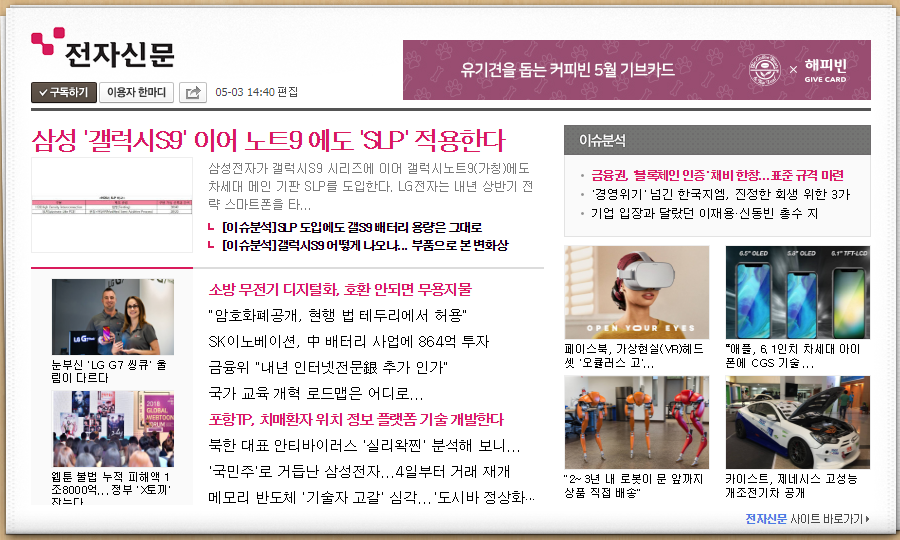 전자신문
유기견을 돕는 커피빈 5월 기브카드
× 해피빈
GIVE CARD
구독하기 이용자 한마디 05-03 14:40 편집
삼성 '갤럭시S9' 이어 노트9 에도 'SLP' 적용한다
삼성전자가 갤럭시S9 시리즈에 이어 갤럭시노트9(가칭)에도
차세대 메인 기판 SLP를 도입한다. LG전자는 내년 상반기 전
략 스마트폰을 타...
[이슈분석]SLP 도입에도 갤S9 배터리 용량은 그대로
[이슈분석]갤럭시S9 어떻게 나오나... 부품으로 본 변화상
눈부신 'LG G7 씽큐' 올
림이 다르다
2018
GLOBAL
WEBTOON
FORUM
웹툰 불법 누적 피해액 1
조8000억...정부 'X토끼'
잡는다
소방 무전기 디지털화, 호환 안되면 무용지물
"암호화폐공개, 현행 법 테두리에서 허용"
SK이노베이션, 中 배터리 사업에 864억 투자
금융위 "내년 인터넷전문銀 추가 인가"
국가 교육 개혁 로드맵은 어디로...
포항TP, 치매환자 위치 정보 플랫폼 기술 개발한다
북한 대표 안티바이러스 '실리왁찐' 분석해 보니...
'국민주'로 거듭난 삼성전자...4일부터 거래 재개
메모리 반도체 '기술자 고갈' 심각...'도시바 정상화…
이슈분석
금융권, '블록체인 인증' 채비 한창...표준 규격 마련
'경영위기' 넘긴 한국지엠, 진정한 회생 위한 3가
기업 입장과 달랐던 이재용·신동빈 총수 지
OPEN YOUR EYES
페이스북, 가상현실(VR)헤드
셋 '오큘러스 고'...
6.5" OLED 5.8" OLED 6.1" TFT-LCD
"애플, 6.1인치 차세대 아이
폰에 CGS 기술...
"2~3년 내 로봇이 문 앞까지
상품 직접 배송"
카이스트, 제네시스 고성능
개조전기차 공개
전자신문 사이트 바로가기